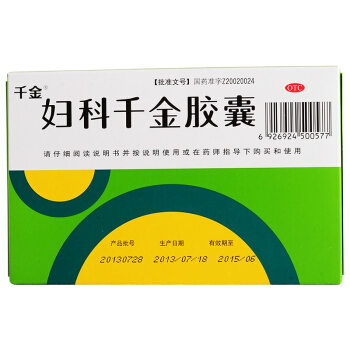 【批准文号】国药准字Z20020024
OTC
千金®
妇科千金胶囊
6 926924 500577
请仔细阅读说明书并按说明使用或在药师指导下购买和使用
产品批号 生产日期 有效期至
20130728 2013/07/18 2015/06